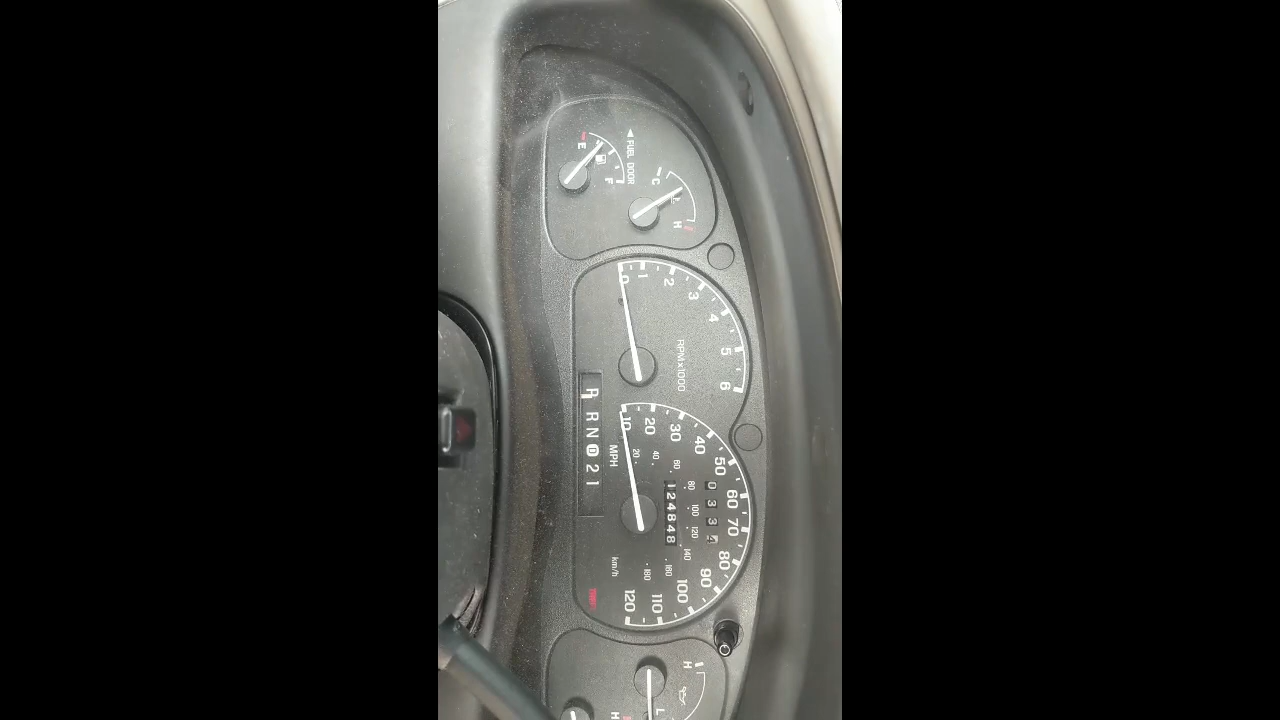 ◄ FUEL DOOR
E
F
C
H
0 1 2 3 4 5 6
RPMx1000
10 20 30 40 50 60 70 80 90 100 110 120
20 40 60 80 100 120 140 160 180
MPH
km/h
0334
124848
P R N D 2 1
H
L
H